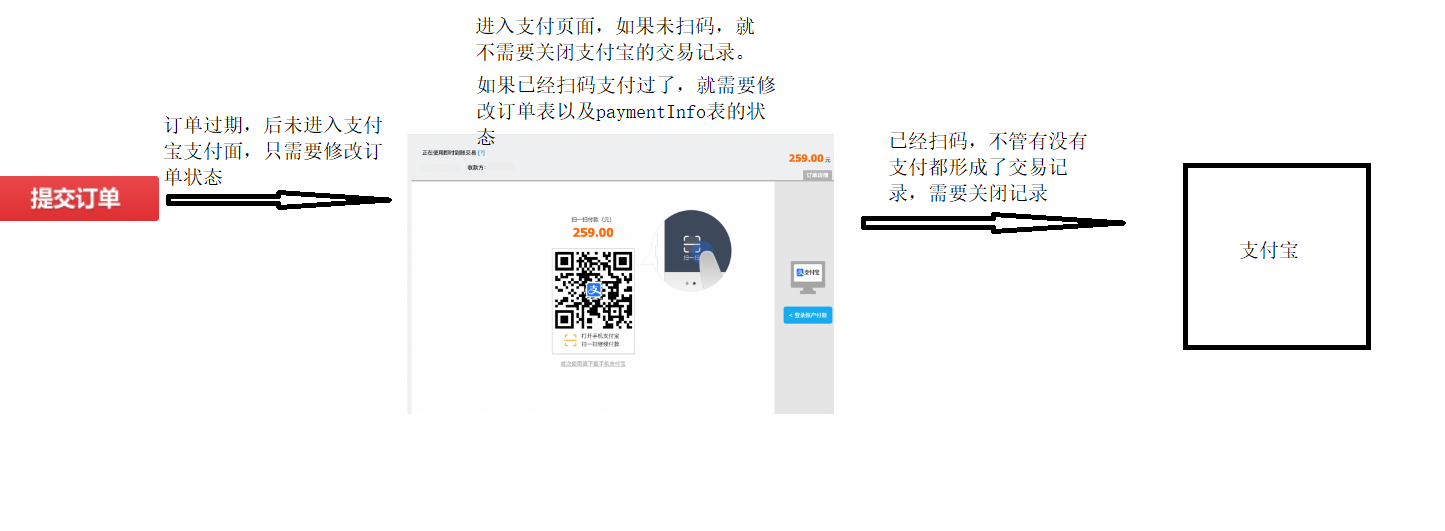 进入支付页面，如果未扫码，就
不需要关闭支付宝的交易记录。
如果已经扫码支付过了，就需要修
改订单表以及paymentInfo表的状
态
订单过期，后未进入支付
宝支付面，只需要修改订
单状态
提交订单
正在使用即时到账交易 [?]
收款方：
259.00 元
订单详情
扫一扫付款（元）
259.00
支
打开手机支付宝
扫一扫继续付款
首次使用请下载手机支付宝
扫一扫
支付宝
< 登录账户付款
已经扫码，不管有没有
支付都形成了交易记
录，需要关闭记录
支付宝